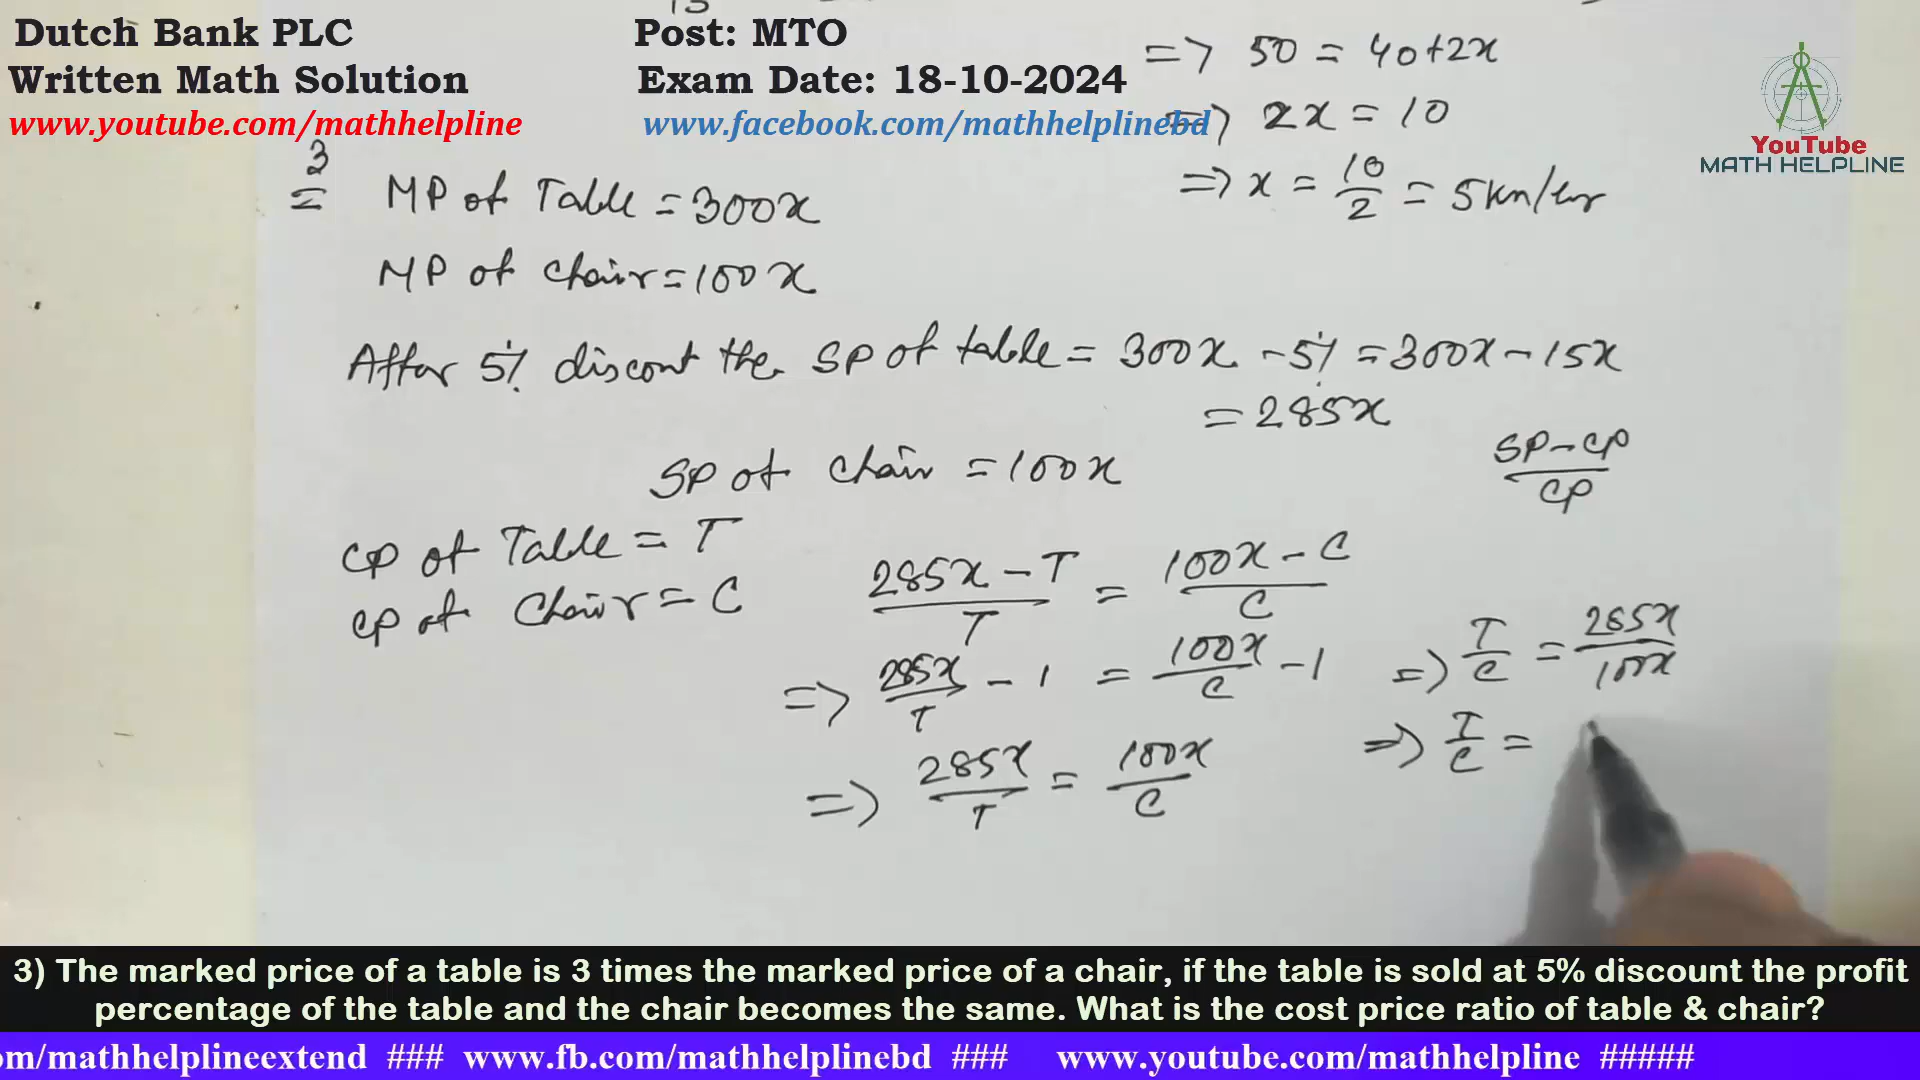 Dutch Bank PLC Post: MTO
Written Math Solution Exam Date: 18-10-2024
www.youtube.com/mathhelpline www.facebook.com/mathhelplinebd
YouTube
MATH HELPLINE
=> 50 = 40+2x
=> 2x = 10
=> x = 10/2 = 5km/hr
3
= MP of Table = 300x
MP of chair = 100x
After 5% discont the SP of table = 300x - 5% = 300x - 15x
= 285x
SP of chair = 100x
SP-CP/CP
CP of Table = T
CP of Chair = C
285x - T/T = 100x - C/C
=> 285x/T - 1 = 100x/C - 1
=> 285x/T = 100x/C
=> T/C = 285x/100x
=> T/C =
3) The marked price of a table is 3 times the marked price of a chair, if the table is sold at 5% discount the profit
percentage of the table and the chair becomes the same. What is the cost price ratio of table & chair?
om/mathhelplineextend ### www.fb.com/mathhelplinebd ### www.youtube.com/mathhelpline #####